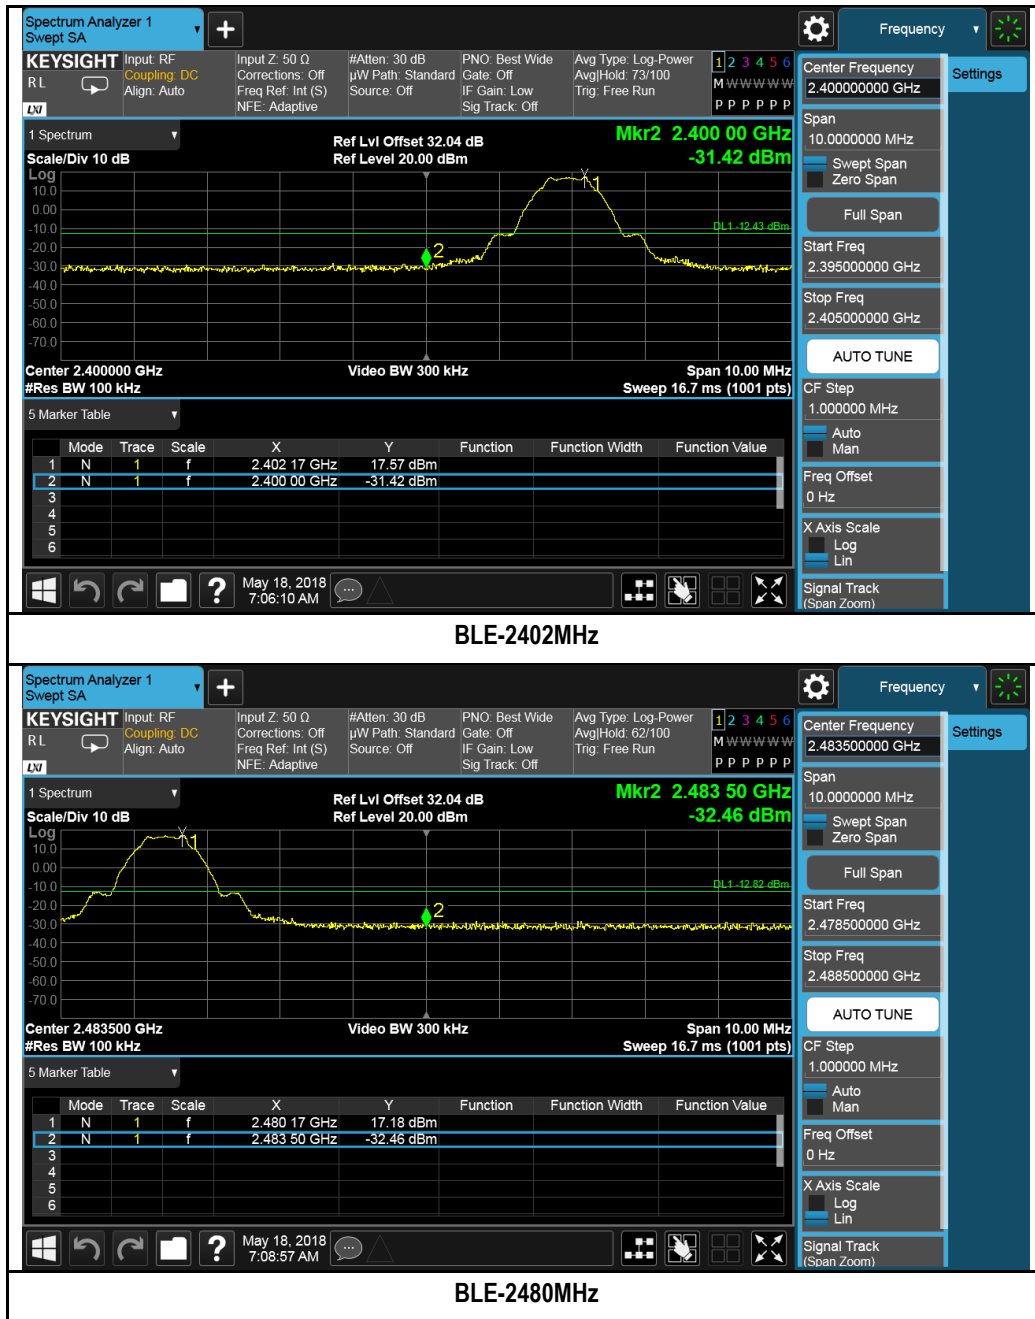 Spectrum Analyzer 1
Swept SA
Frequency
KEYSIGHT
RL
LXI
Input: RF
Coupling: DC
Align: Auto
Input Z: 50 Ω
Corrections: Off
Freq Ref: Int (S)
NFE: Adaptive
#Atten: 30 dB
µW Path: Standard
Source: Off
PNO: Best Wide
Gate: Off
IF Gain: Low
Sig Track: Off
Avg Type: Log-Power
Avg|Hold: 73/100
Trig: Free Run
1 2 3 4 5 6
M W W W W W
P P P P P P
Center Frequency
2.400000000 GHz
Settings
Span
10.0000000 MHz
Swept Span
Zero Span
Full Span
Start Freq
2.395000000 GHz
Stop Freq
2.405000000 GHz
AUTO TUNE
CF Step
1.000000 MHz
Auto
Man
Freq Offset
0 Hz
X Axis Scale
Log
Lin
Signal Track
(Span Zoom)
1 Spectrum
Scale/Div 10 dB
Ref Lvl Offset 32.04 dB
Ref Level 20.00 dBm
Mkr2 2.400 00 GHz
-31.42 dBm
Log
10.0
0.00
-10.0
-20.0
-30.0
-40.0
-50.0
-60.0
-70.0
1
2
DL1 -12.43 dBm
Center 2.400000 GHz
#Res BW 100 kHz
Video BW 300 kHz
Span 10.00 MHz
Sweep 16.7 ms (1001 pts)
5 Marker Table
Mode Trace Scale X Y Function Function Width Function Value
1 N 1 f 2.402 17 GHz 17.57 dBm
2 N 1 f 2.400 00 GHz -31.42 dBm
3
4
5
6
?
May 18, 2018
7:06:10 AM
BLE-2402MHz
Spectrum Analyzer 1
Swept SA
Frequency
KEYSIGHT
RL
LXI
Input: RF
Coupling: DC
Align: Auto
Input Z: 50 Ω
Corrections: Off
Freq Ref: Int (S)
NFE: Adaptive
#Atten: 30 dB
µW Path: Standard
Source: Off
PNO: Best Wide
Gate: Off
IF Gain: Low
Sig Track: Off
Avg Type: Log-Power
Avg|Hold: 62/100
Trig: Free Run
1 2 3 4 5 6
M W W W W W
P P P P P P
Center Frequency
2.483500000 GHz
Settings
Span
10.0000000 MHz
Swept Span
Zero Span
Full Span
Start Freq
2.478500000 GHz
Stop Freq
2.488500000 GHz
AUTO TUNE
CF Step
1.000000 MHz
Auto
Man
Freq Offset
0 Hz
X Axis Scale
Log
Lin
Signal Track
(Span Zoom)
1 Spectrum
Scale/Div 10 dB
Ref Lvl Offset 32.04 dB
Ref Level 20.00 dBm
Mkr2 2.483 50 GHz
-32.46 dBm
Log
10.0
0.00
-10.0
-20.0
-30.0
-40.0
-50.0
-60.0
-70.0
1
2
DL1 -12.82 dBm
Center 2.483500 GHz
#Res BW 100 kHz
Video BW 300 kHz
Span 10.00 MHz
Sweep 16.7 ms (1001 pts)
5 Marker Table
Mode Trace Scale X Y Function Function Width Function Value
1 N 1 f 2.480 17 GHz 17.18 dBm
2 N 1 f 2.483 50 GHz -32.46 dBm
3
4
5
6
?
May 18, 2018
7:08:57 AM
BLE-2480MHz